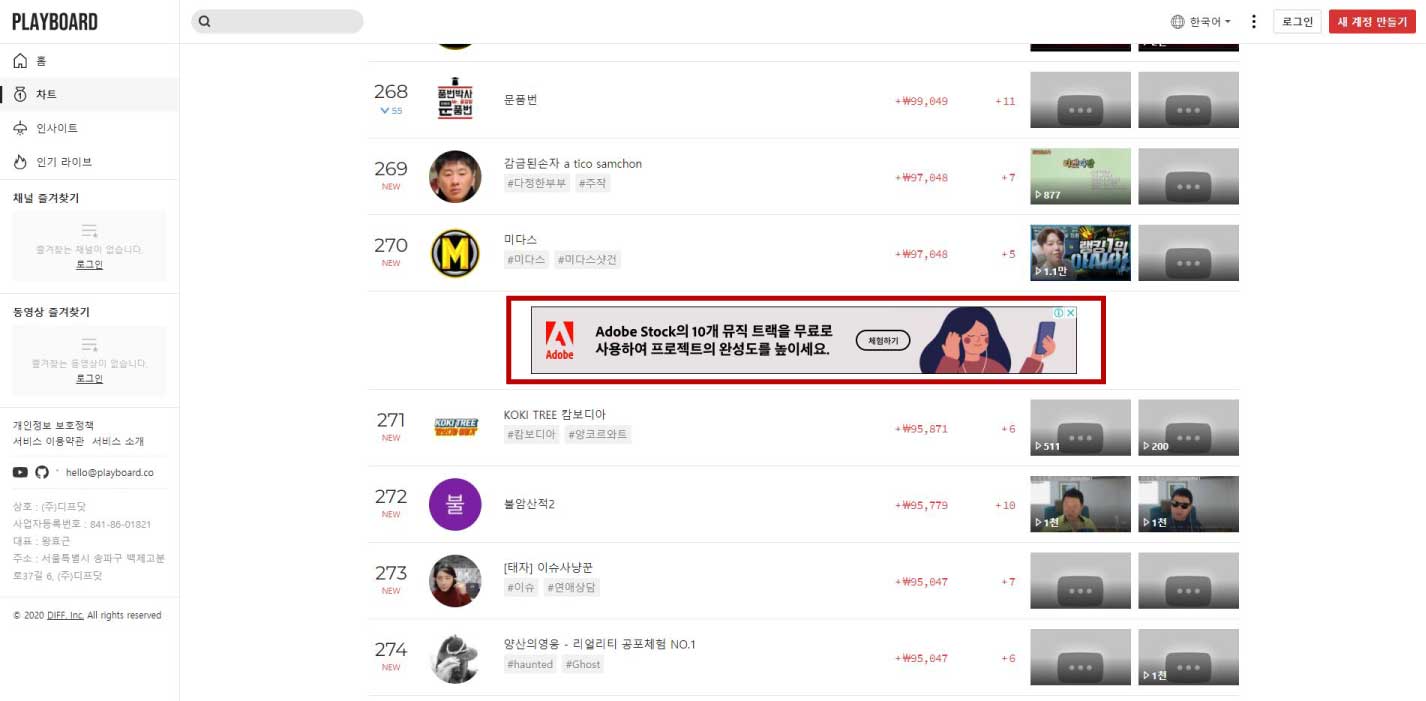 PLAYBOARD
한국어
로그인
새 계정 만들기
홈
차트
인사이트
인기 라이브
채널 즐겨찾기
즐겨찾는 채널이 없습니다.
로그인
동영상 즐겨찾기
즐겨찾는 동영상이 없습니다.
로그인
개인정보 보호정책
서비스 이용약관 서비스 소개
hello@playboard.co
상호 : (주)디프닷
사업자등록번호 : 841-86-01821
대표 : 왕효근
주소 : 서울특별시 송파구 백제고분
로37길 6, (주)디프닷
© 2020 DIFF. Inc. All rights reserved
268
55
품번박사
문품번
문품번
+₩99,049
+11
269
NEW
감금된손자 a tico samchon
#다정한부부 #주작
+₩97,048
+7
877
270
NEW
M
미다스
#미다스 #미다스샷건
+₩97,048
+5
랭킹1위
1.1만
Adobe
Adobe Stock의 10개 뮤직 트랙을 무료로
사용하여 프로젝트의 완성도를 높이세요.
체험하기
271
NEW
KOKI TREE
KOKI TREE 캄보디아
#캄보디아 #앙코르와트
+₩95,871
+6
511
200
272
NEW
불
불암산적2
+₩95,779
+10
1천
1천
273
NEW
[태자] 이슈사냥꾼
#이슈 #연애상담
+₩95,047
+7
274
NEW
양산의영웅 - 리얼리티 공포체험 NO.1
#haunted #Ghost
+₩95,047
+6
1천